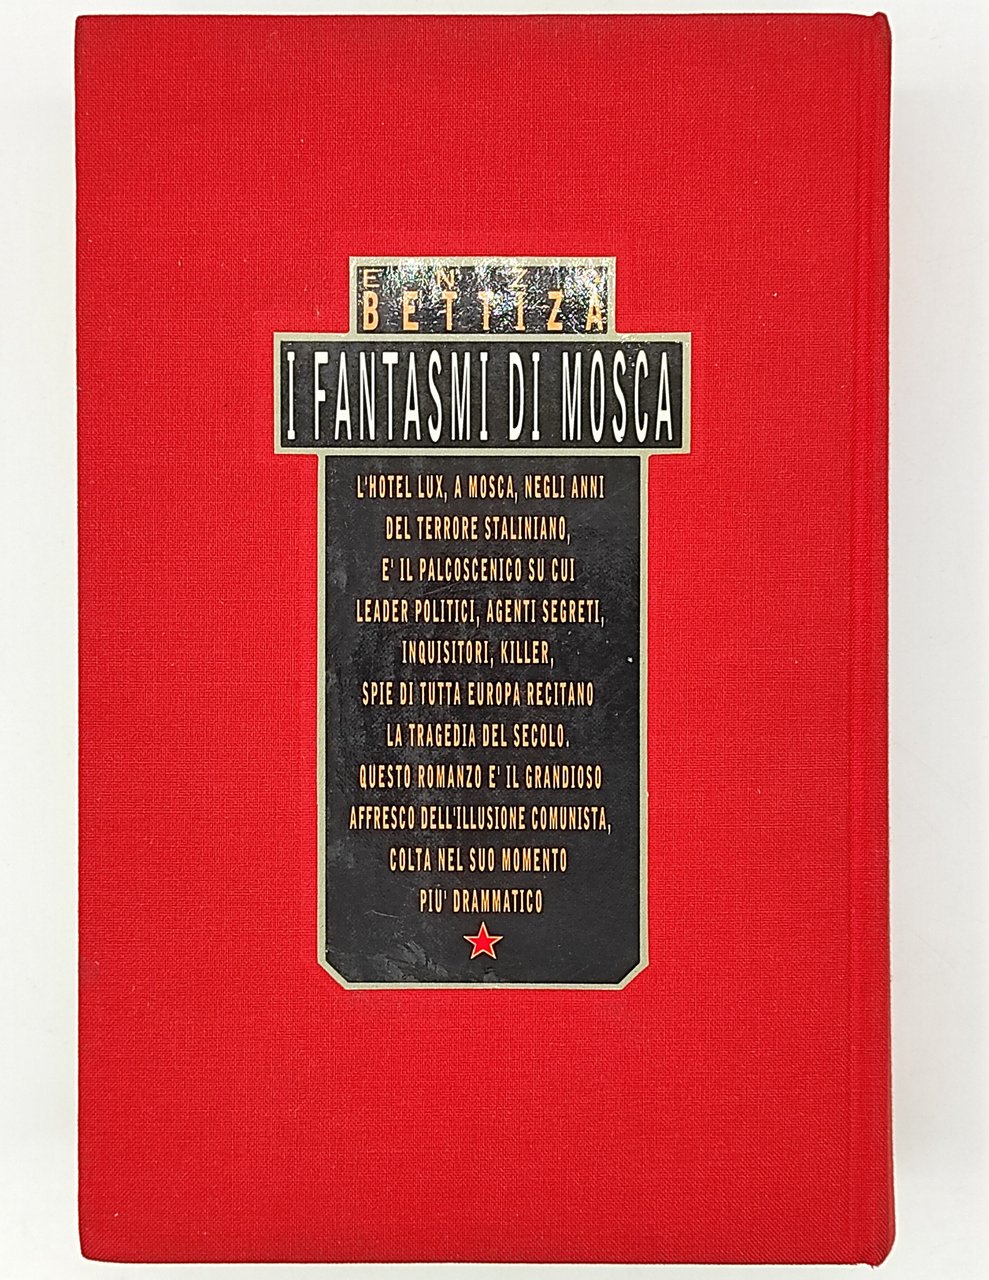 ENZO
BETTIZA
I FANTASMI DI MOSCA
L'HOTEL LUX, A MOSCA, NEGLI ANNI
DEL TERRORE STALINIANO,
E' IL PALCOSCENICO SU CUI
LEADER POLITICI, AGENTI SEGRETI,
INQUISITORI, KILLER,
SPIE DI TUTTA EUROPA RECITANO
LA TRAGEDIA DEL SECOLO.
QUESTO ROMANZO E' IL GRANDIOSO
AFFRESCO DELL'ILLUSIONE COMUNISTA,
COLTA NEL SUO MOMENTO
PIU' DRAMMATICO